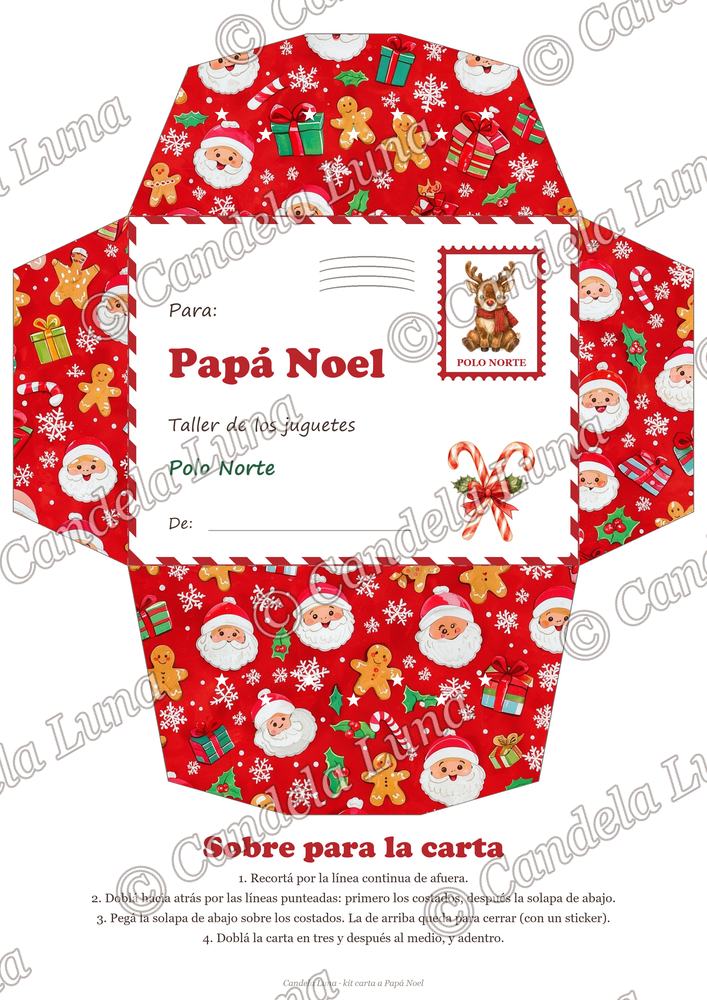 © Candela Luna
Para:
Papá Noel
POLO NORTE
Taller de los juguetes
Polo Norte
De:
Sobre para la carta
1. Recortá por la línea continua de afuera.
2. Doblá hacia atrás por las líneas punteadas: primero los costados, después la solapa de abajo.
3. Pegá la solapa de abajo sobre los costados. La de arriba queda para cerrar (con un sticker).
4. Doblá la carta en tres y después al medio, y adentro.
Candela Luna - kit carta a Papá Noel